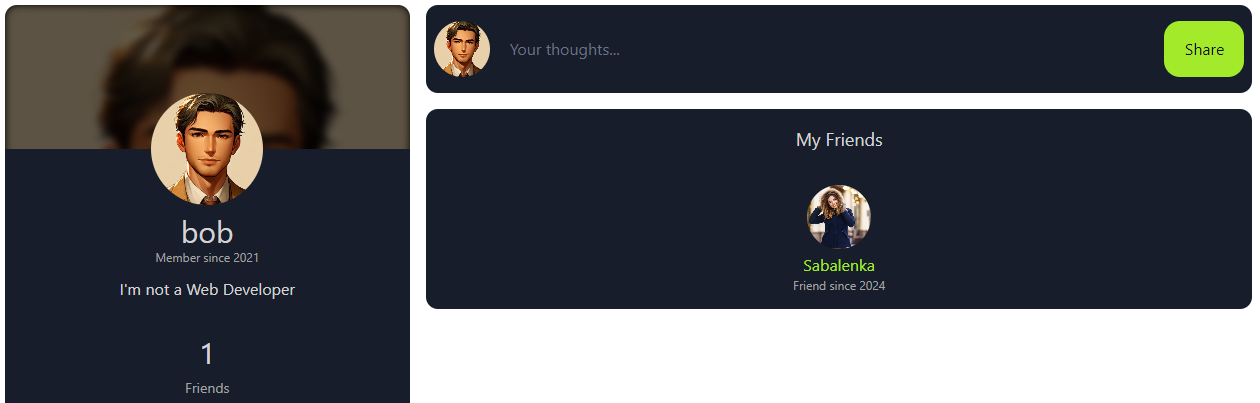 bob
Member since 2021
I'm not a Web Developer
1
Friends
Your thoughts...
Share
My Friends
Sabalenka
Friend since 2024